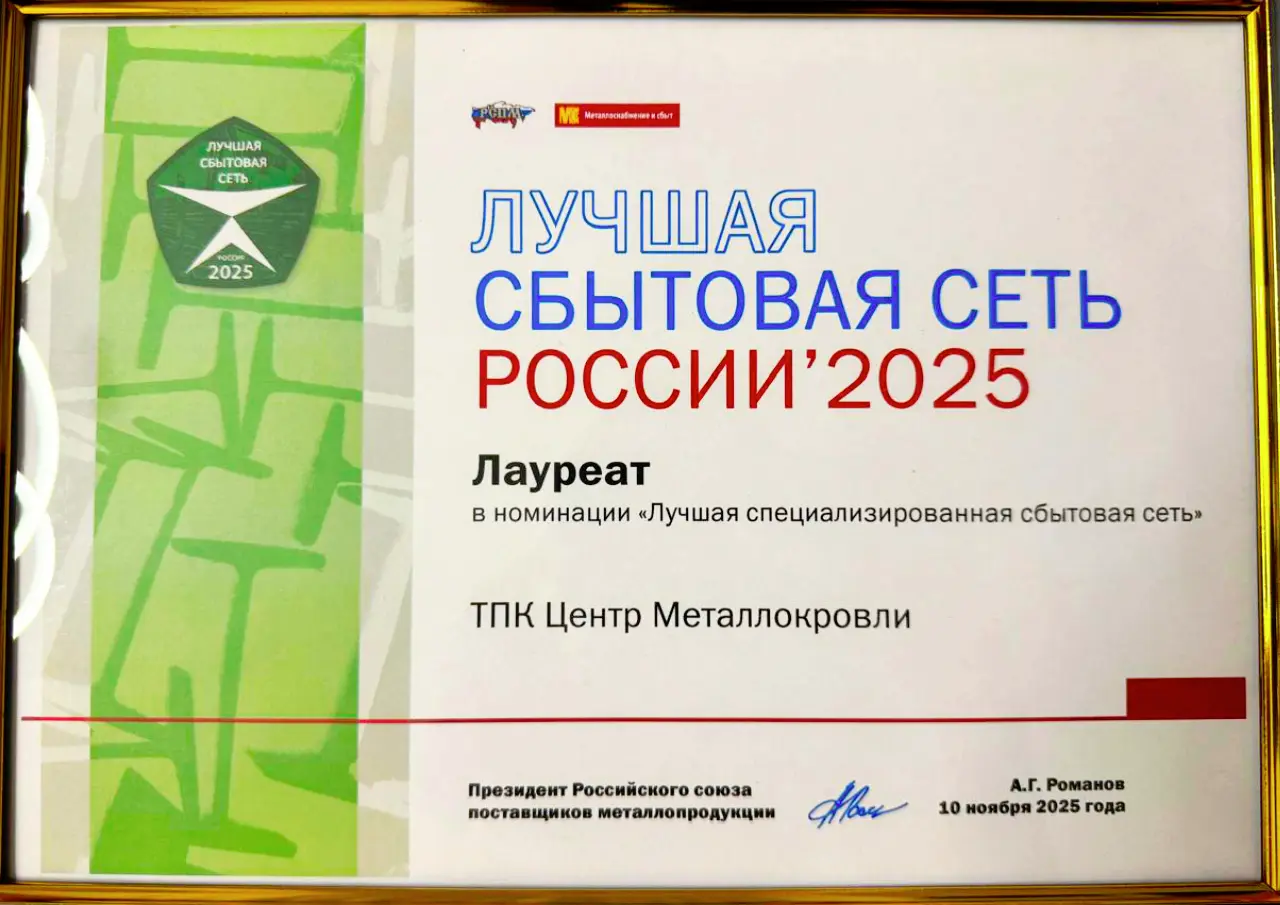 ЛУЧШАЯ
СБЫТОВАЯ
СЕТЬ
РОССИЯ
2025
РСПМ
МС Металлоснабжение и сбыт
ЛУЧШАЯ
СБЫТОВАЯ СЕТЬ
РОССИИ'2025
Лауреат
в номинации «Лучшая специализированная сбытовая сеть»
ТПК Центр Металлокровли
Президент Российского союза
поставщиков металлопродукции
А.Г. Романов
10 ноября 2025 года